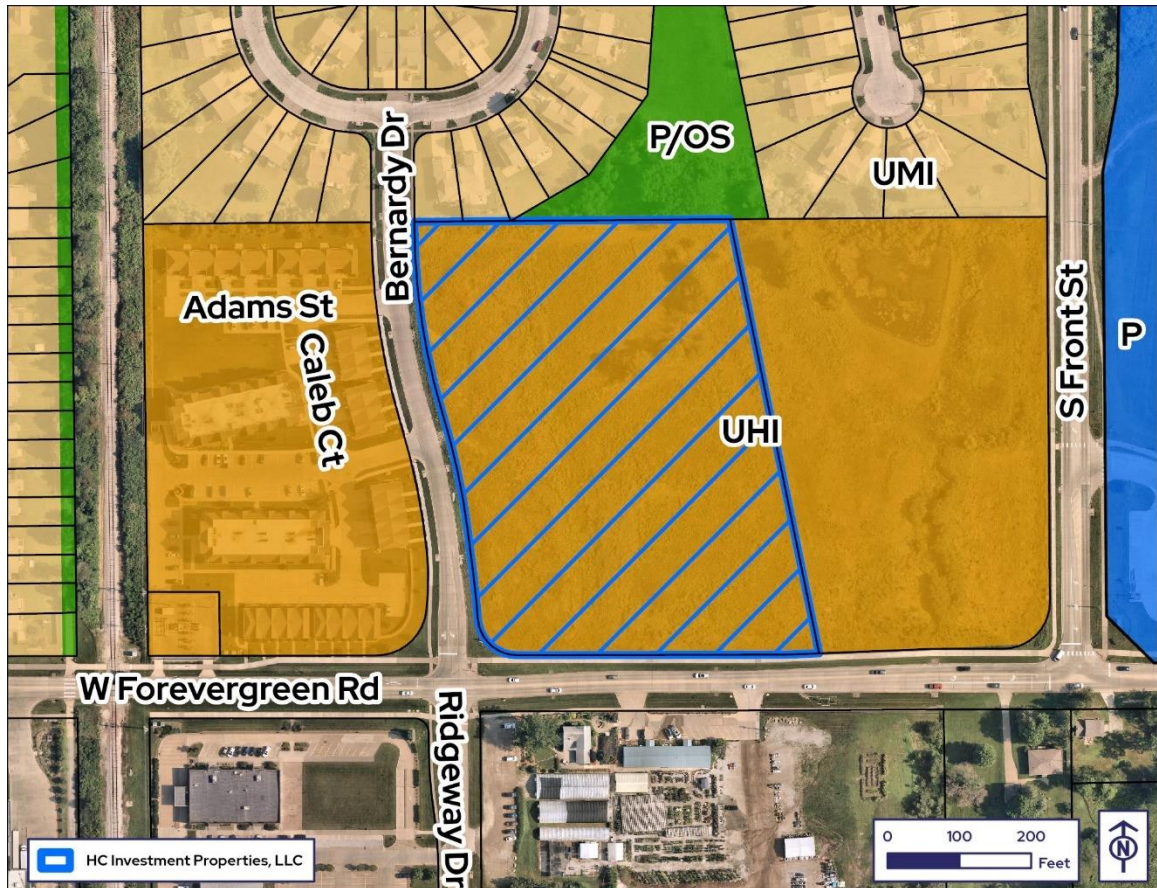 Bernardy Dr
P/OS
UMI
Adams St
Caleb Ct
UHI
S Front St
P
W Forevergreen Rd
Ridgeway Dr
HC Investment Properties, LLC
0 100 200
Feet
N